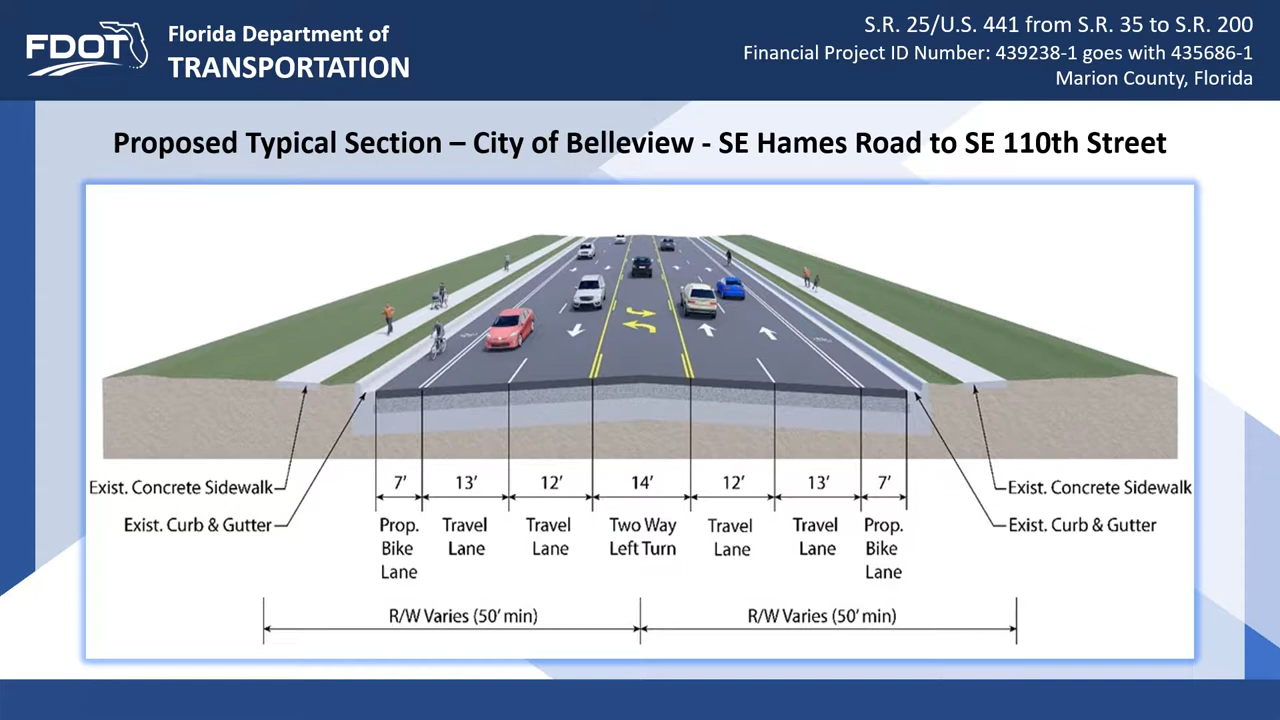 FDOT
Florida Department of
TRANSPORTATION
S.R. 25/U.S. 441 from S.R. 35 to S.R. 200
Financial Project ID Number: 439238-1 goes with 435686-1
Marion County, Florida
Proposed Typical Section – City of Belleview - SE Hames Road to SE 110th Street
7’ 13’ 12’ 14’ 12’ 13’ 7’
Exist. Concrete Sidewalk
Exist. Curb & Gutter
Prop.
Bike
Lane
Travel
Lane
Travel
Lane
Two Way
Left Turn
Travel
Lane
Travel
Lane
Prop.
Bike
Lane
Exist. Concrete Sidewalk
Exist. Curb & Gutter
R/W Varies (50’ min)
R/W Varies (50’ min)